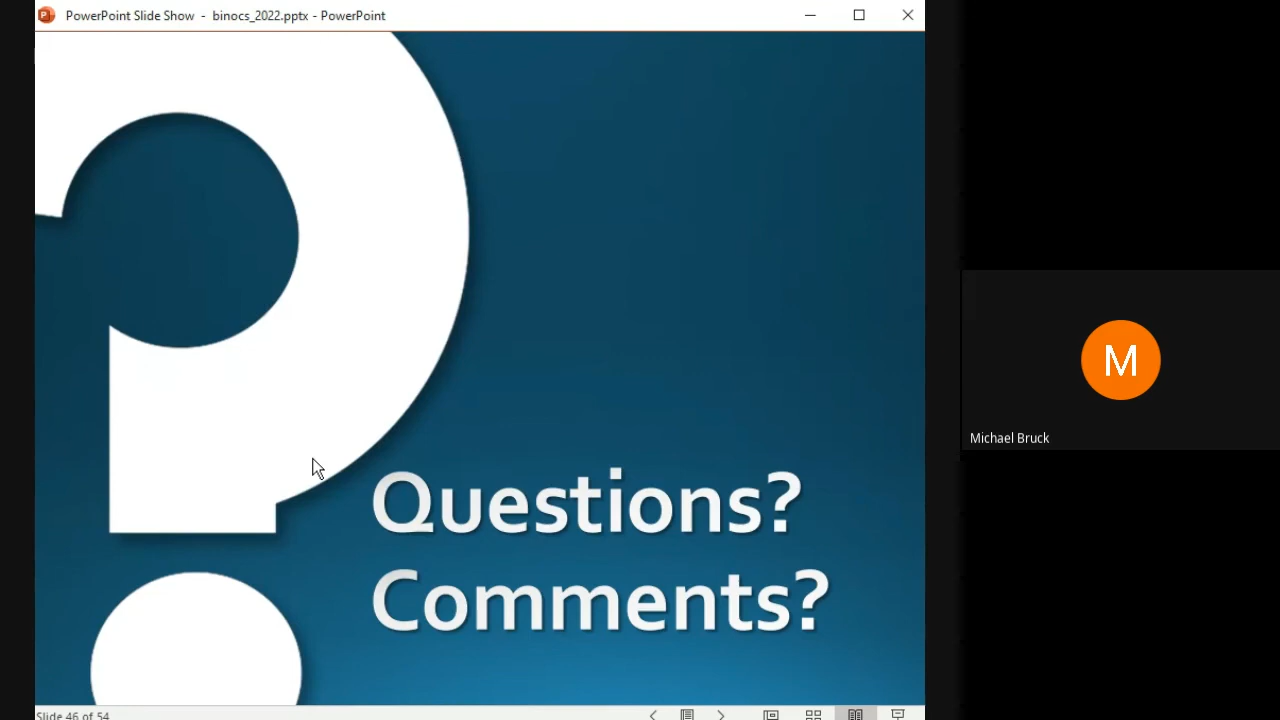 PowerPoint Slide Show - binocs_2022.pptx - PowerPoint
Questions?
Comments?
M
Michael Bruck
Slide 46 of 54